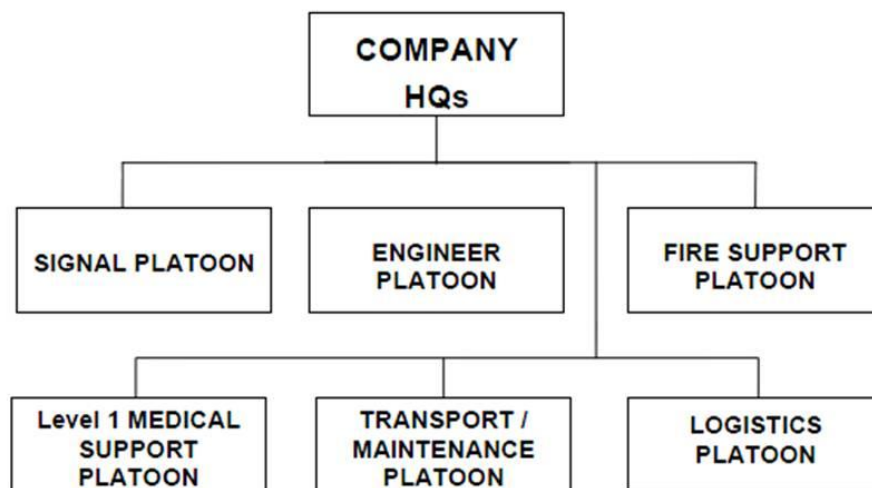 COMPANY
HQs
SIGNAL PLATOON
ENGINEER
PLATOON
FIRE SUPPORT
PLATOON
Level 1 MEDICAL
SUPPORT
PLATOON
TRANSPORT /
MAINTENANCE
PLATOON
LOGISTICS
PLATOON